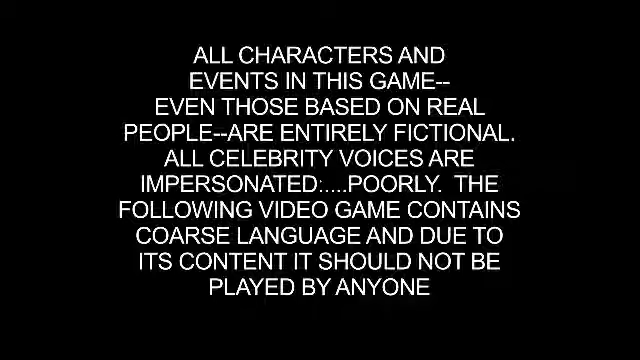 ALL CHARACTERS AND
EVENTS IN THIS GAME--
EVEN THOSE BASED ON REAL
PEOPLE--ARE ENTIRELY FICTIONAL.
ALL CELEBRITY VOICES ARE
IMPERSONATED:....POORLY. THE
FOLLOWING VIDEO GAME CONTAINS
COARSE LANGUAGE AND DUE TO
ITS CONTENT IT SHOULD NOT BE
PLAYED BY ANYONE